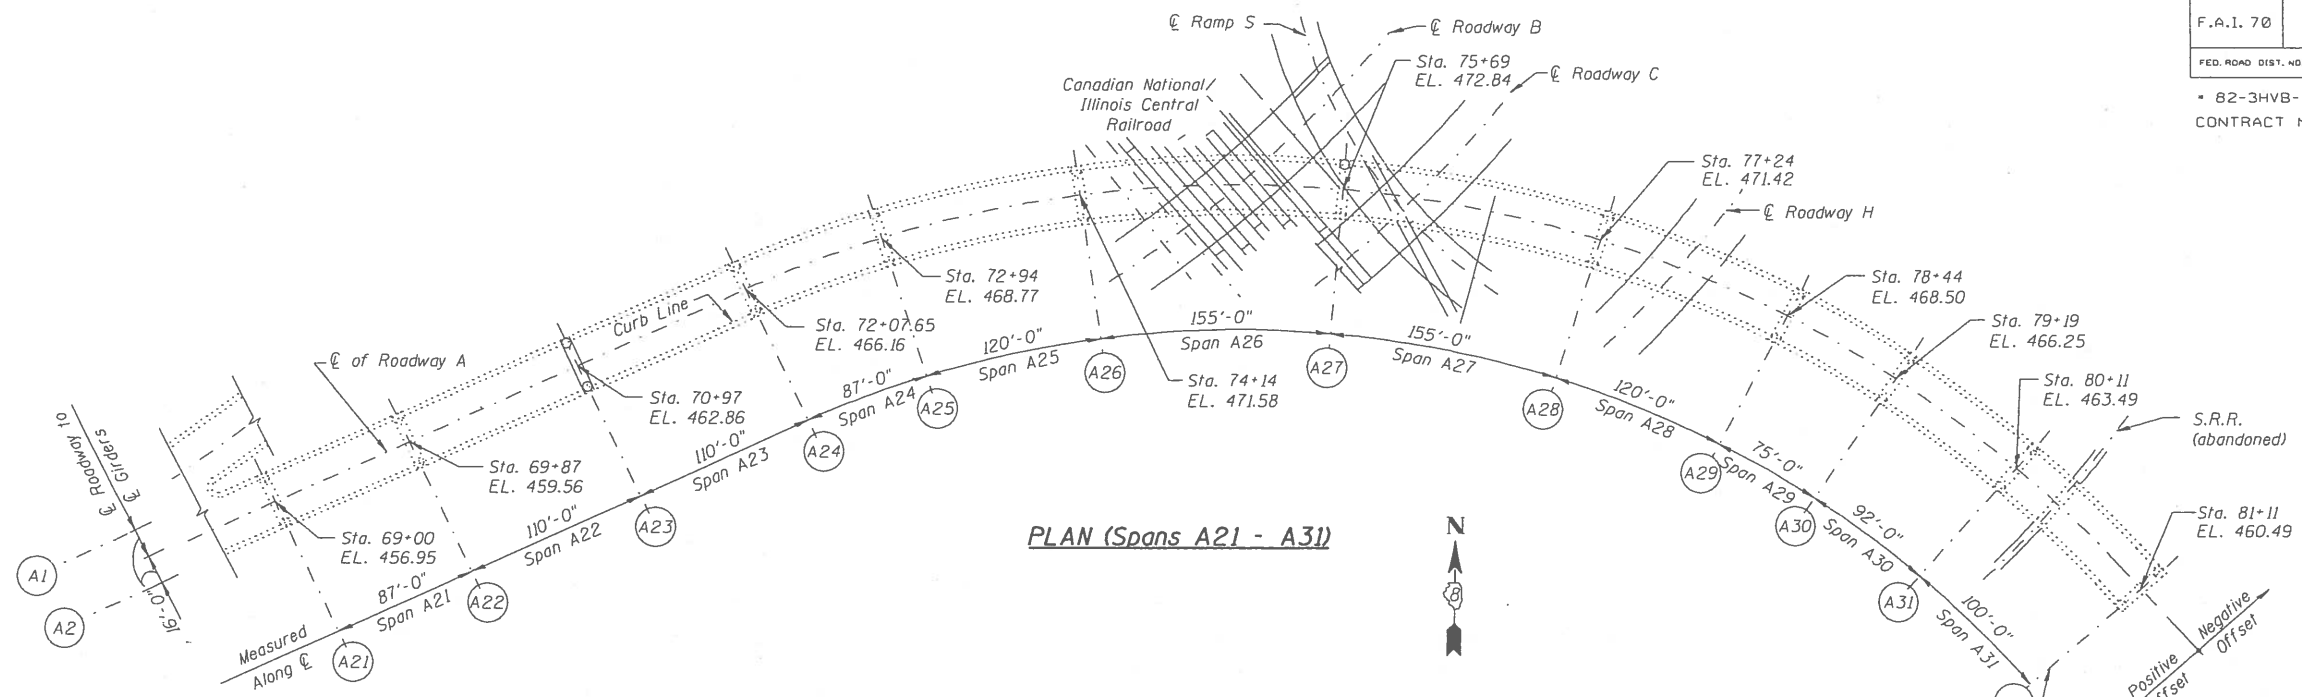 F.A.I. 70
FED. ROAD DIST. NO
* 82-3HVB-
CONTRACT
℄ Ramp S
℄ Roadway B
Sta. 75+69
EL. 472.84
℄ Roadway C
Canadian National/
Illinois Central
Railroad
Sta. 77+24
EL. 471.42
℄ Roadway H
Sta. 72+94
EL. 468.77
Sta. 78+44
EL. 468.50
Curb Line
Sta. 72+07.65
EL. 466.16
Sta. 79+19
EL. 466.25
℄ of Roadway A
Sta. 70+97
EL. 462.86
Sta. 74+14
EL. 471.58
Sta. 80+11
EL. 463.49
S.R.R.
(abandoned)
Sta. 69+87
EL. 459.56
Sta. 69+00
EL. 456.95
Sta. 81+11
EL. 460.49
℄ Roadway to
℄ Girders
16'-0"
A1
A2
Measured
Along ℄
87'-0"
Span A21
110'-0"
Span A22
110'-0"
Span A23
87'-0"
Span A24
120'-0"
Span A25
155'-0"
Span A26
155'-0"
Span A27
120'-0"
Span A28
75'-0"
Span A29
92'-0"
Span A30
100'-0"
Span A31
A21
A22
A23
A24
A25
A26
A27
A28
A29
A30
A31
PLAN (Spans A21 - A31)
N
8
Negative
Offset
Positive